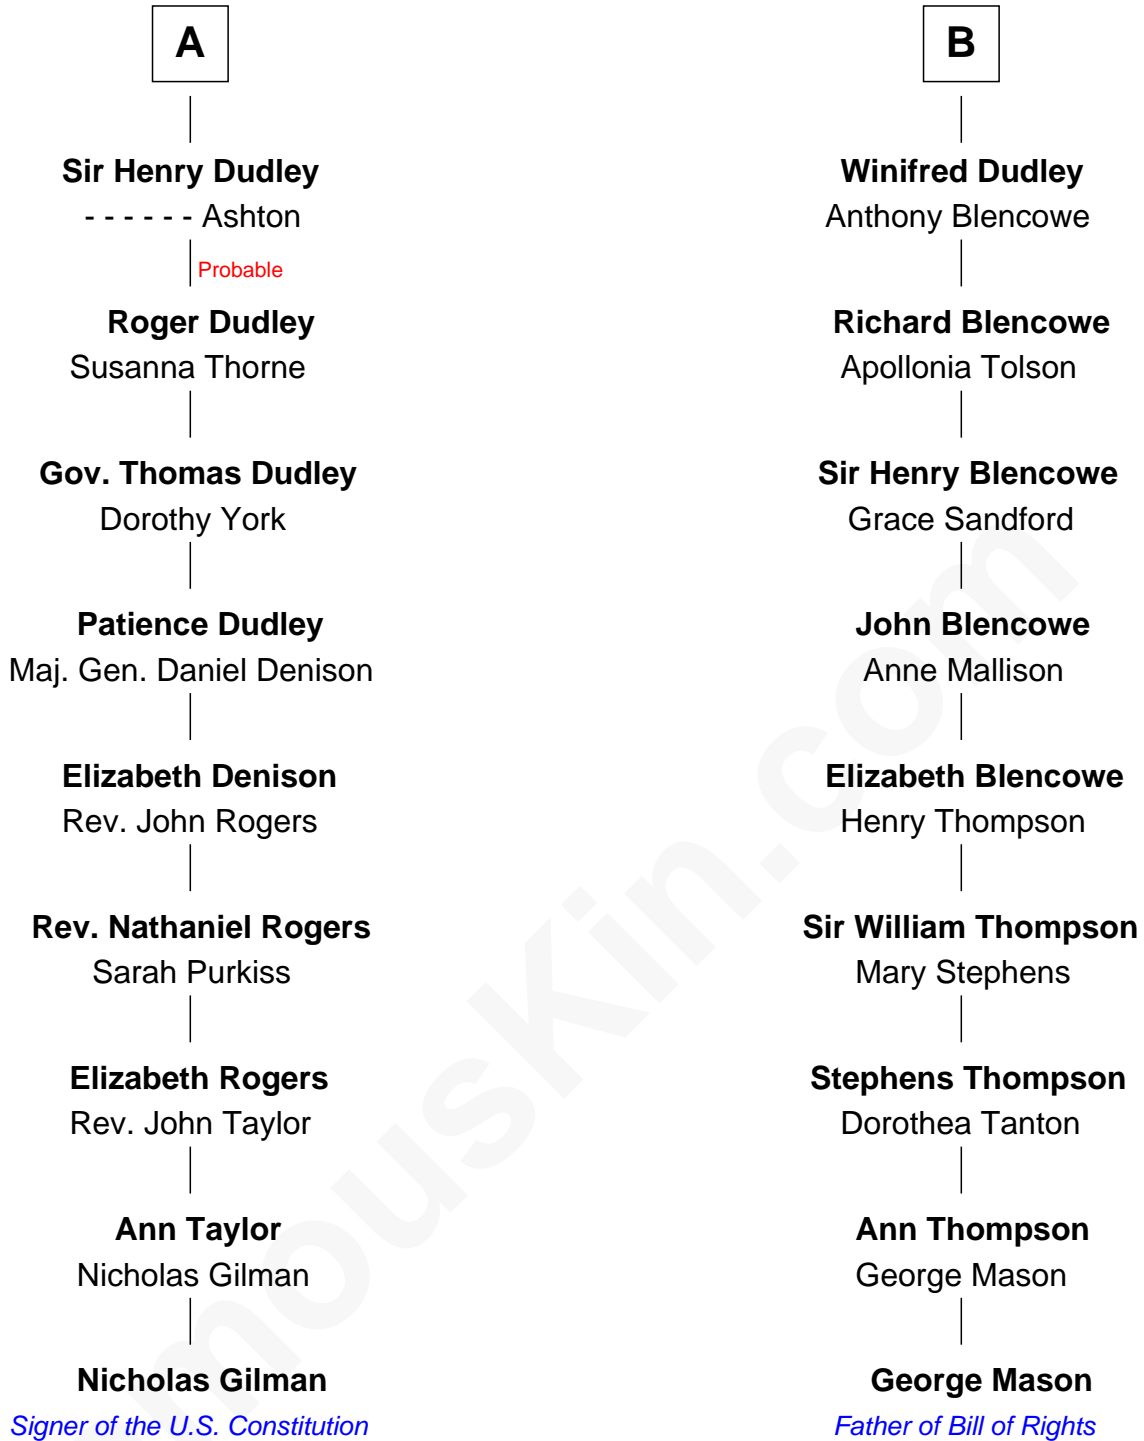 A
Sir Henry Dudley
- - - - - - Ashton
Probable
Roger Dudley
Susanna Thorne
Gov. Thomas Dudley
Dorothy York
Patience Dudley
Maj. Gen. Daniel Denison
Elizabeth Denison
Rev. John Rogers
Rev. Nathaniel Rogers
Sarah Purkiss
Elizabeth Rogers
Rev. John Taylor
Ann Taylor
Nicholas Gilman
Nicholas Gilman
Signer of the U.S. Constitution
B
Winifred Dudley
Anthony Blencowe
Richard Blencowe
Apollonia Tolson
Sir Henry Blencowe
Grace Sandford
John Blencowe
Anne Mallison
Elizabeth Blencowe
Henry Thompson
Sir William Thompson
Mary Stephens
Stephens Thompson
Dorothea Tanton
Ann Thompson
George Mason
George Mason
Father of Bill of Rights
mousKin.com